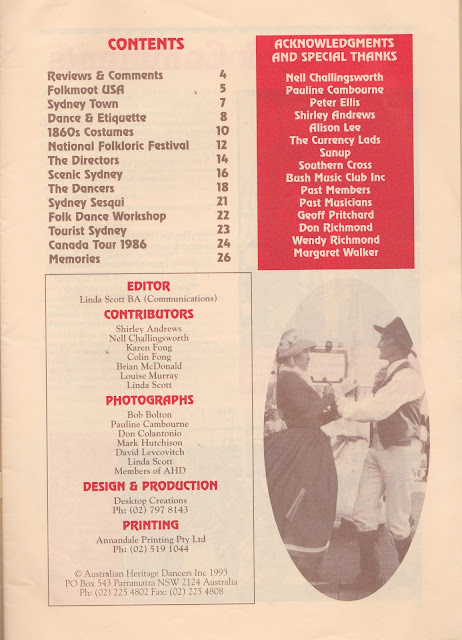 CONTENTS
Reviews & Comments 4
Folkmoot USA 5
Sydney Town 7
Dance & Etiquette 8
1860s Costumes 10
National Folkloric Festival 12
The Directors 14
Scenic Sydney 16
The Dancers 18
Sydney Sesqui 21
Folk Dance Workshop 22
Tourist Sydney 23
Canada Tour 1986 24
Memories 26
ACKNOWLEDGMENTS
AND SPECIAL THANKS
Nell Challingsworth
Pauline Cambourne
Peter Ellis
Shirley Andrews
Alison Lee
The Currency Lads
Sunup
Southern Cross
Bush Music Club Inc
Past Members
Past Musicians
Geoff Pritchard
Don Richmond
Wendy Richmond
Margaret Walker
EDITOR
Linda Scott BA (Communications)
CONTRIBUTORS
Shirley Andrews
Nell Challingsworth
Karen Fong
Colin Fong
Brian McDonald
Louise Murray
Linda Scott
PHOTOGRAPHS
Bob Bolton
Pauline Cambourne
Don Colantonio
Mark Hutchison
David Levcovitch
Linda Scott
Members of AHD
DESIGN & PRODUCTION
Desktop Creations
Ph: (02) 797 8143
PRINTING
Annandale Printing Pty Ltd
Ph: (02) 519 1044
© Australian Heritage Dancers Inc 1993
PO Box 543 Parramatta NSW 2124 Australia
Ph: (02) 225 4802 Fax: (02) 225 4808